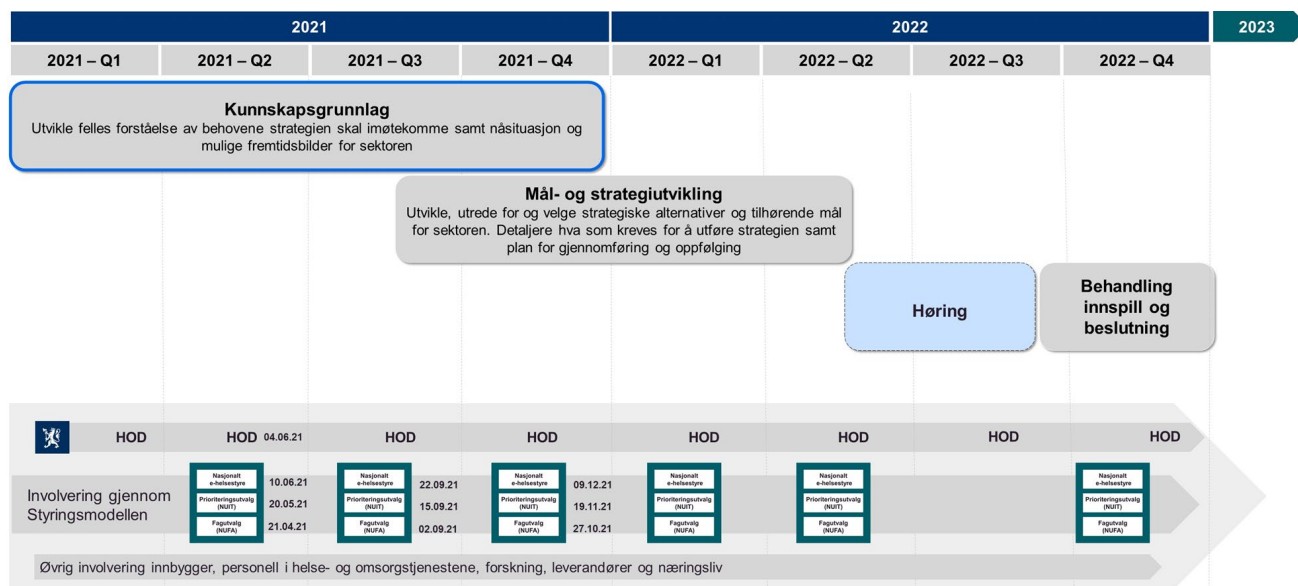 2021
2022
2023
2021 – Q1
2021 – Q2
2021 – Q3
2021 – Q4
2022 – Q1
2022 – Q2
2022 – Q3
2022 – Q4
Kunnskapsgrunnlag
Utvikle felles forståelse av behovene strategien skal imøtekomme samt nåsituasjon og
mulige fremtidsbilder for sektoren
Mål- og strategiutvikling
Utvikle, utrede for og velge strategiske alternativer og tilhørende mål
for sektoren. Detaljere hva som kreves for å utføre strategien samt
plan for gjennomføring og oppfølging
Høring
Behandling
innspill og
beslutning
HOD
HOD 04.06.21
HOD
HOD
HOD
HOD
HOD
HOD
Involvering gjennom
Styringsmodellen
Nasjonalt
e-helsestyre
10.06.21
Prioriteringsutvalg
(NUIT)
20.05.21
Fagutvalg
(NUFA)
21.04.21
Nasjonalt
e-helsestyre
22.09.21
Prioriteringsutvalg
(NUIT)
15.09.21
Fagutvalg
(NUFA)
02.09.21
Nasjonalt
e-helsestyre
09.12.21
Prioriteringsutvalg
(NUIT)
19.11.21
Fagutvalg
(NUFA)
27.10.21
Nasjonalt
e-helsestyre
Prioriteringsutvalg
(NUIT)
Fagutvalg
(NUFA)
Nasjonalt
e-helsestyre
Prioriteringsutvalg
(NUIT)
Fagutvalg
(NUFA)
Nasjonalt
e-helsestyre
Prioriteringsutvalg
(NUIT)
Fagutvalg
(NUFA)
Øvrig involvering innbygger, personell i helse- og omsorgstjenestene, forskning, leverandører og næringsliv